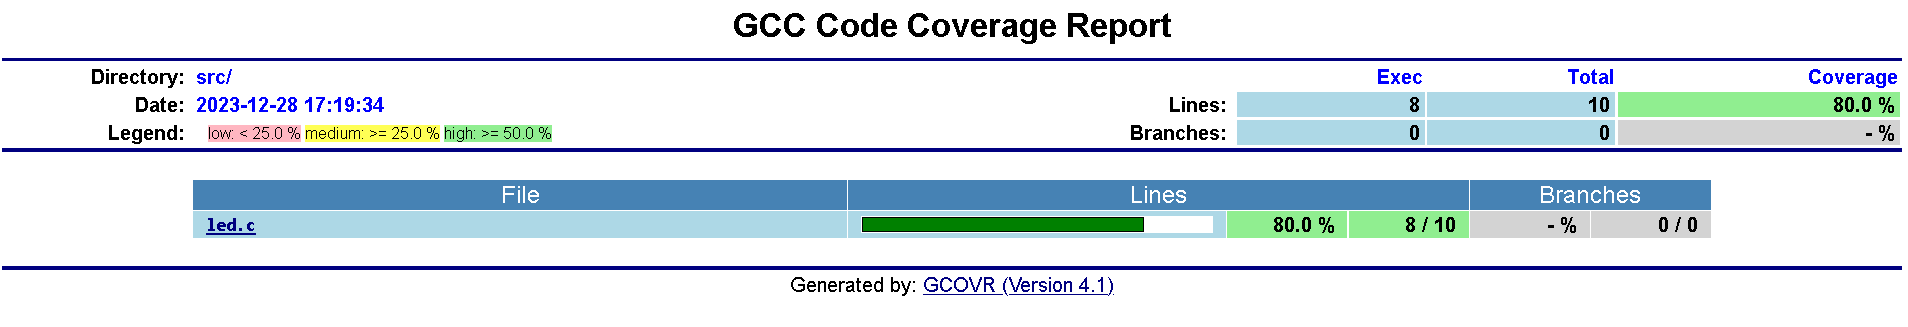 GCC Code Coverage Report
Directory: src/ Exec Total Coverage
Date: 2023-12-28 17:19:34 Lines: 8 10 80.0 %
Legend: low: < 25.0 % medium: >= 25.0 % high: >= 50.0 % Branches: 0 0 - %
File Lines Branches
led.c 80.0 % 8 / 10 - % 0 / 0
Generated by: GCOVR (Version 4.1)